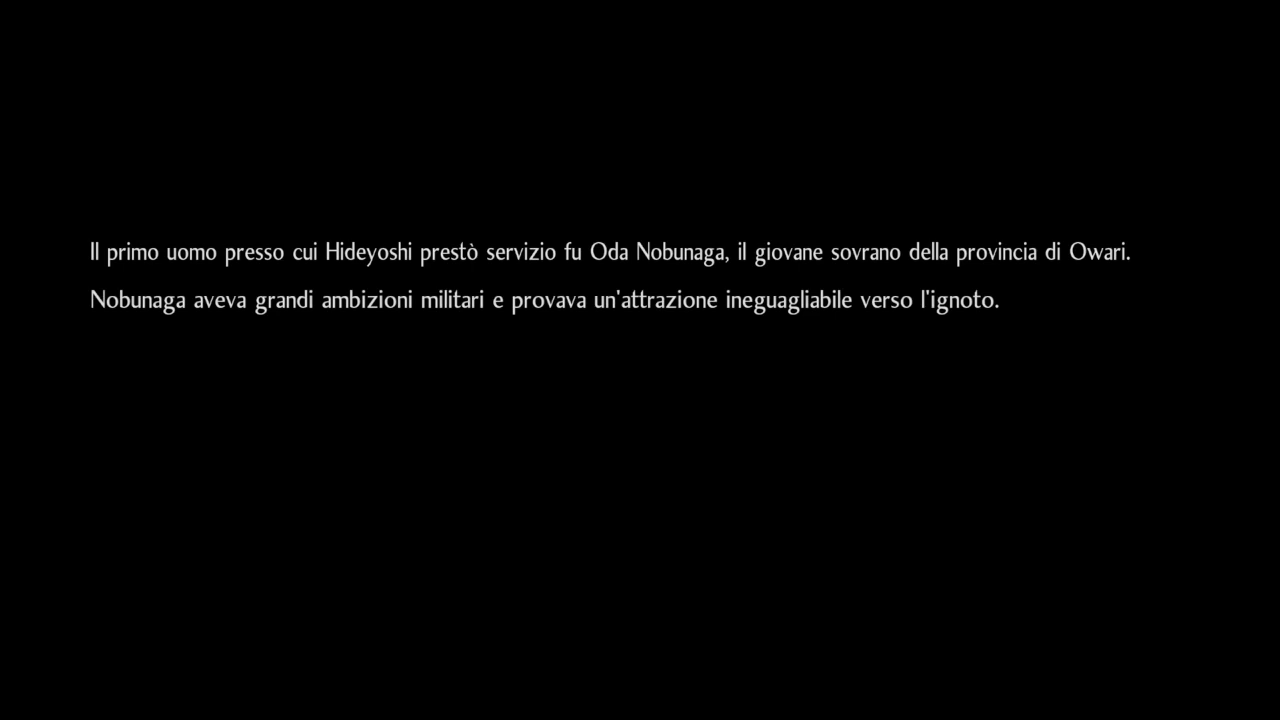 Il primo uomo presso cui Hideyoshi prestò servizio fu Oda Nobunaga, il giovane sovrano della provincia di Owari.
Nobunaga aveva grandi ambizioni militari e provava un'attrazione ineguagliabile verso l'ignoto.